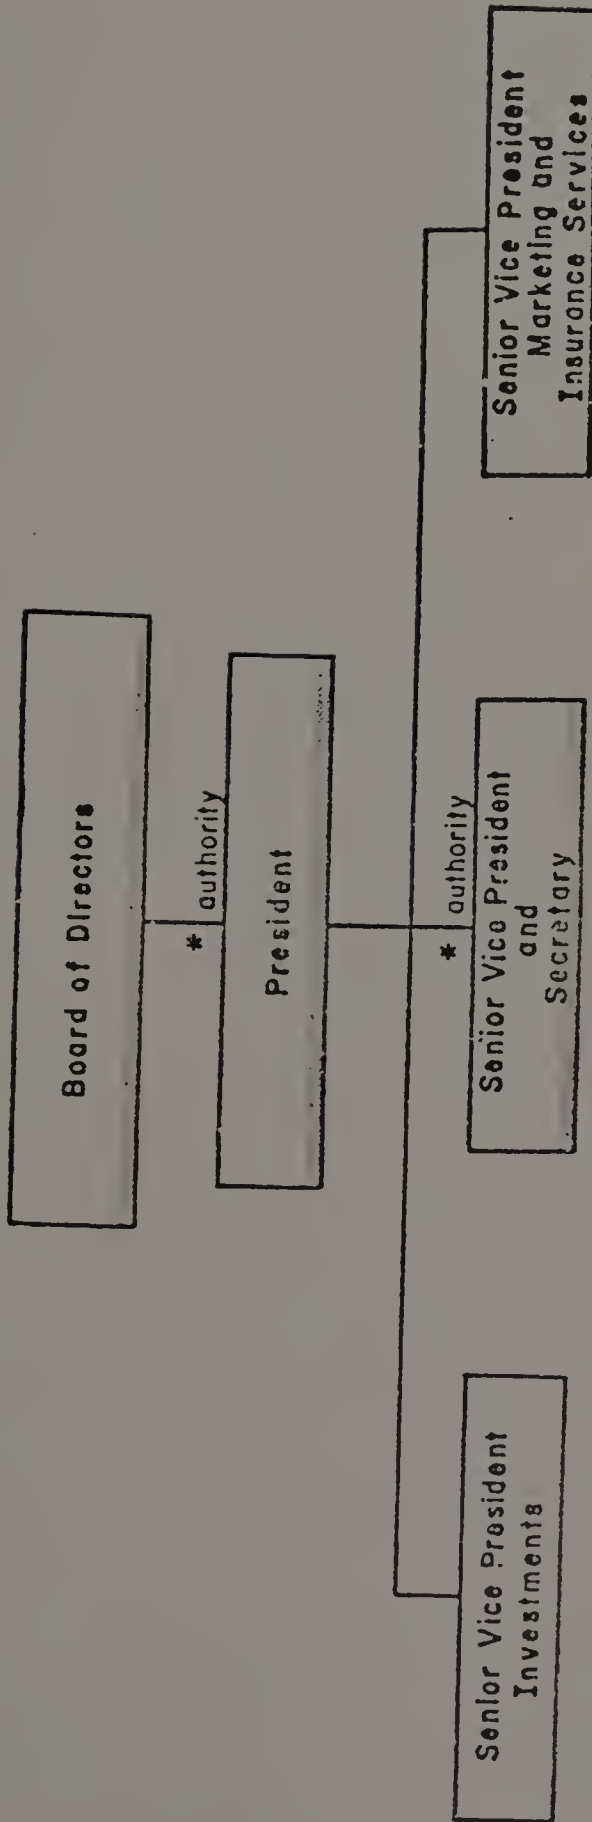 Board of Directors
* authority
President
* authority
Senior Vice President
Investments
Senior Vice President
and
Secretary
Senior Vice President
Marketing and
Insurance Services